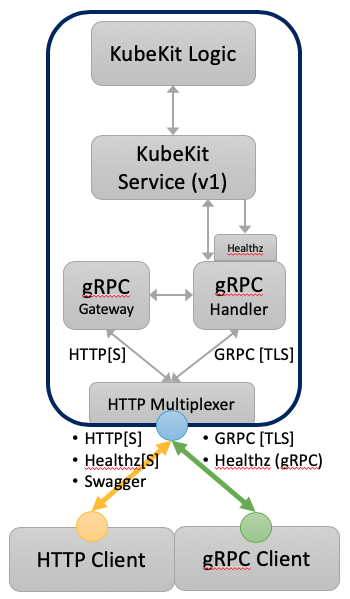 KubeKit Logic
KubeKit
Service (v1)
Healthz
gRPC
Gateway
gRPC
Handler
HTTP[S]
GRPC [TLS]
HTTP Multiplexer
• HTTP[S]
• Healthz[S]
• Swagger
• GRPC [TLS]
• Healthz (gRPC)
HTTP Client
gRPC Client